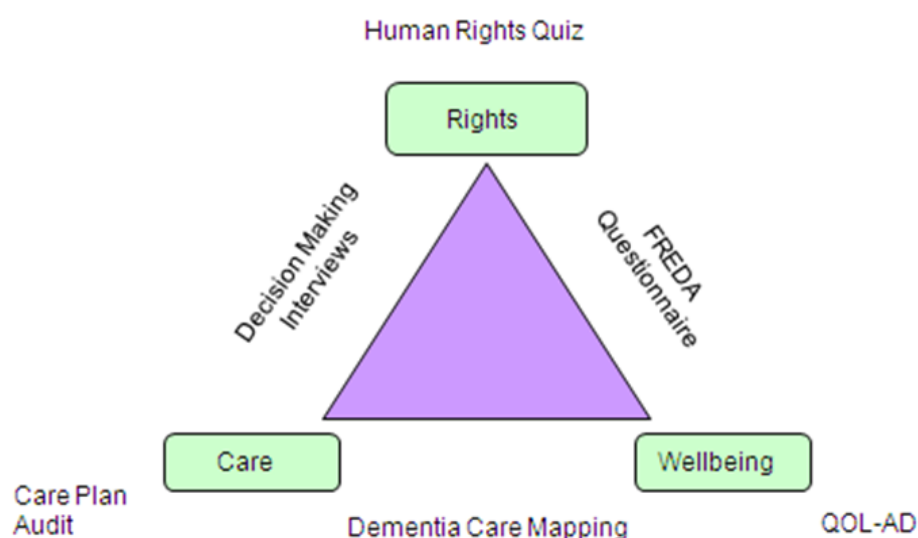 Human Rights Quiz
Rights
Decision Making
Interviews
FREDA
Questionnaire
Care
Wellbeing
Care Plan
Audit
Dementia Care Mapping
QOL-AD